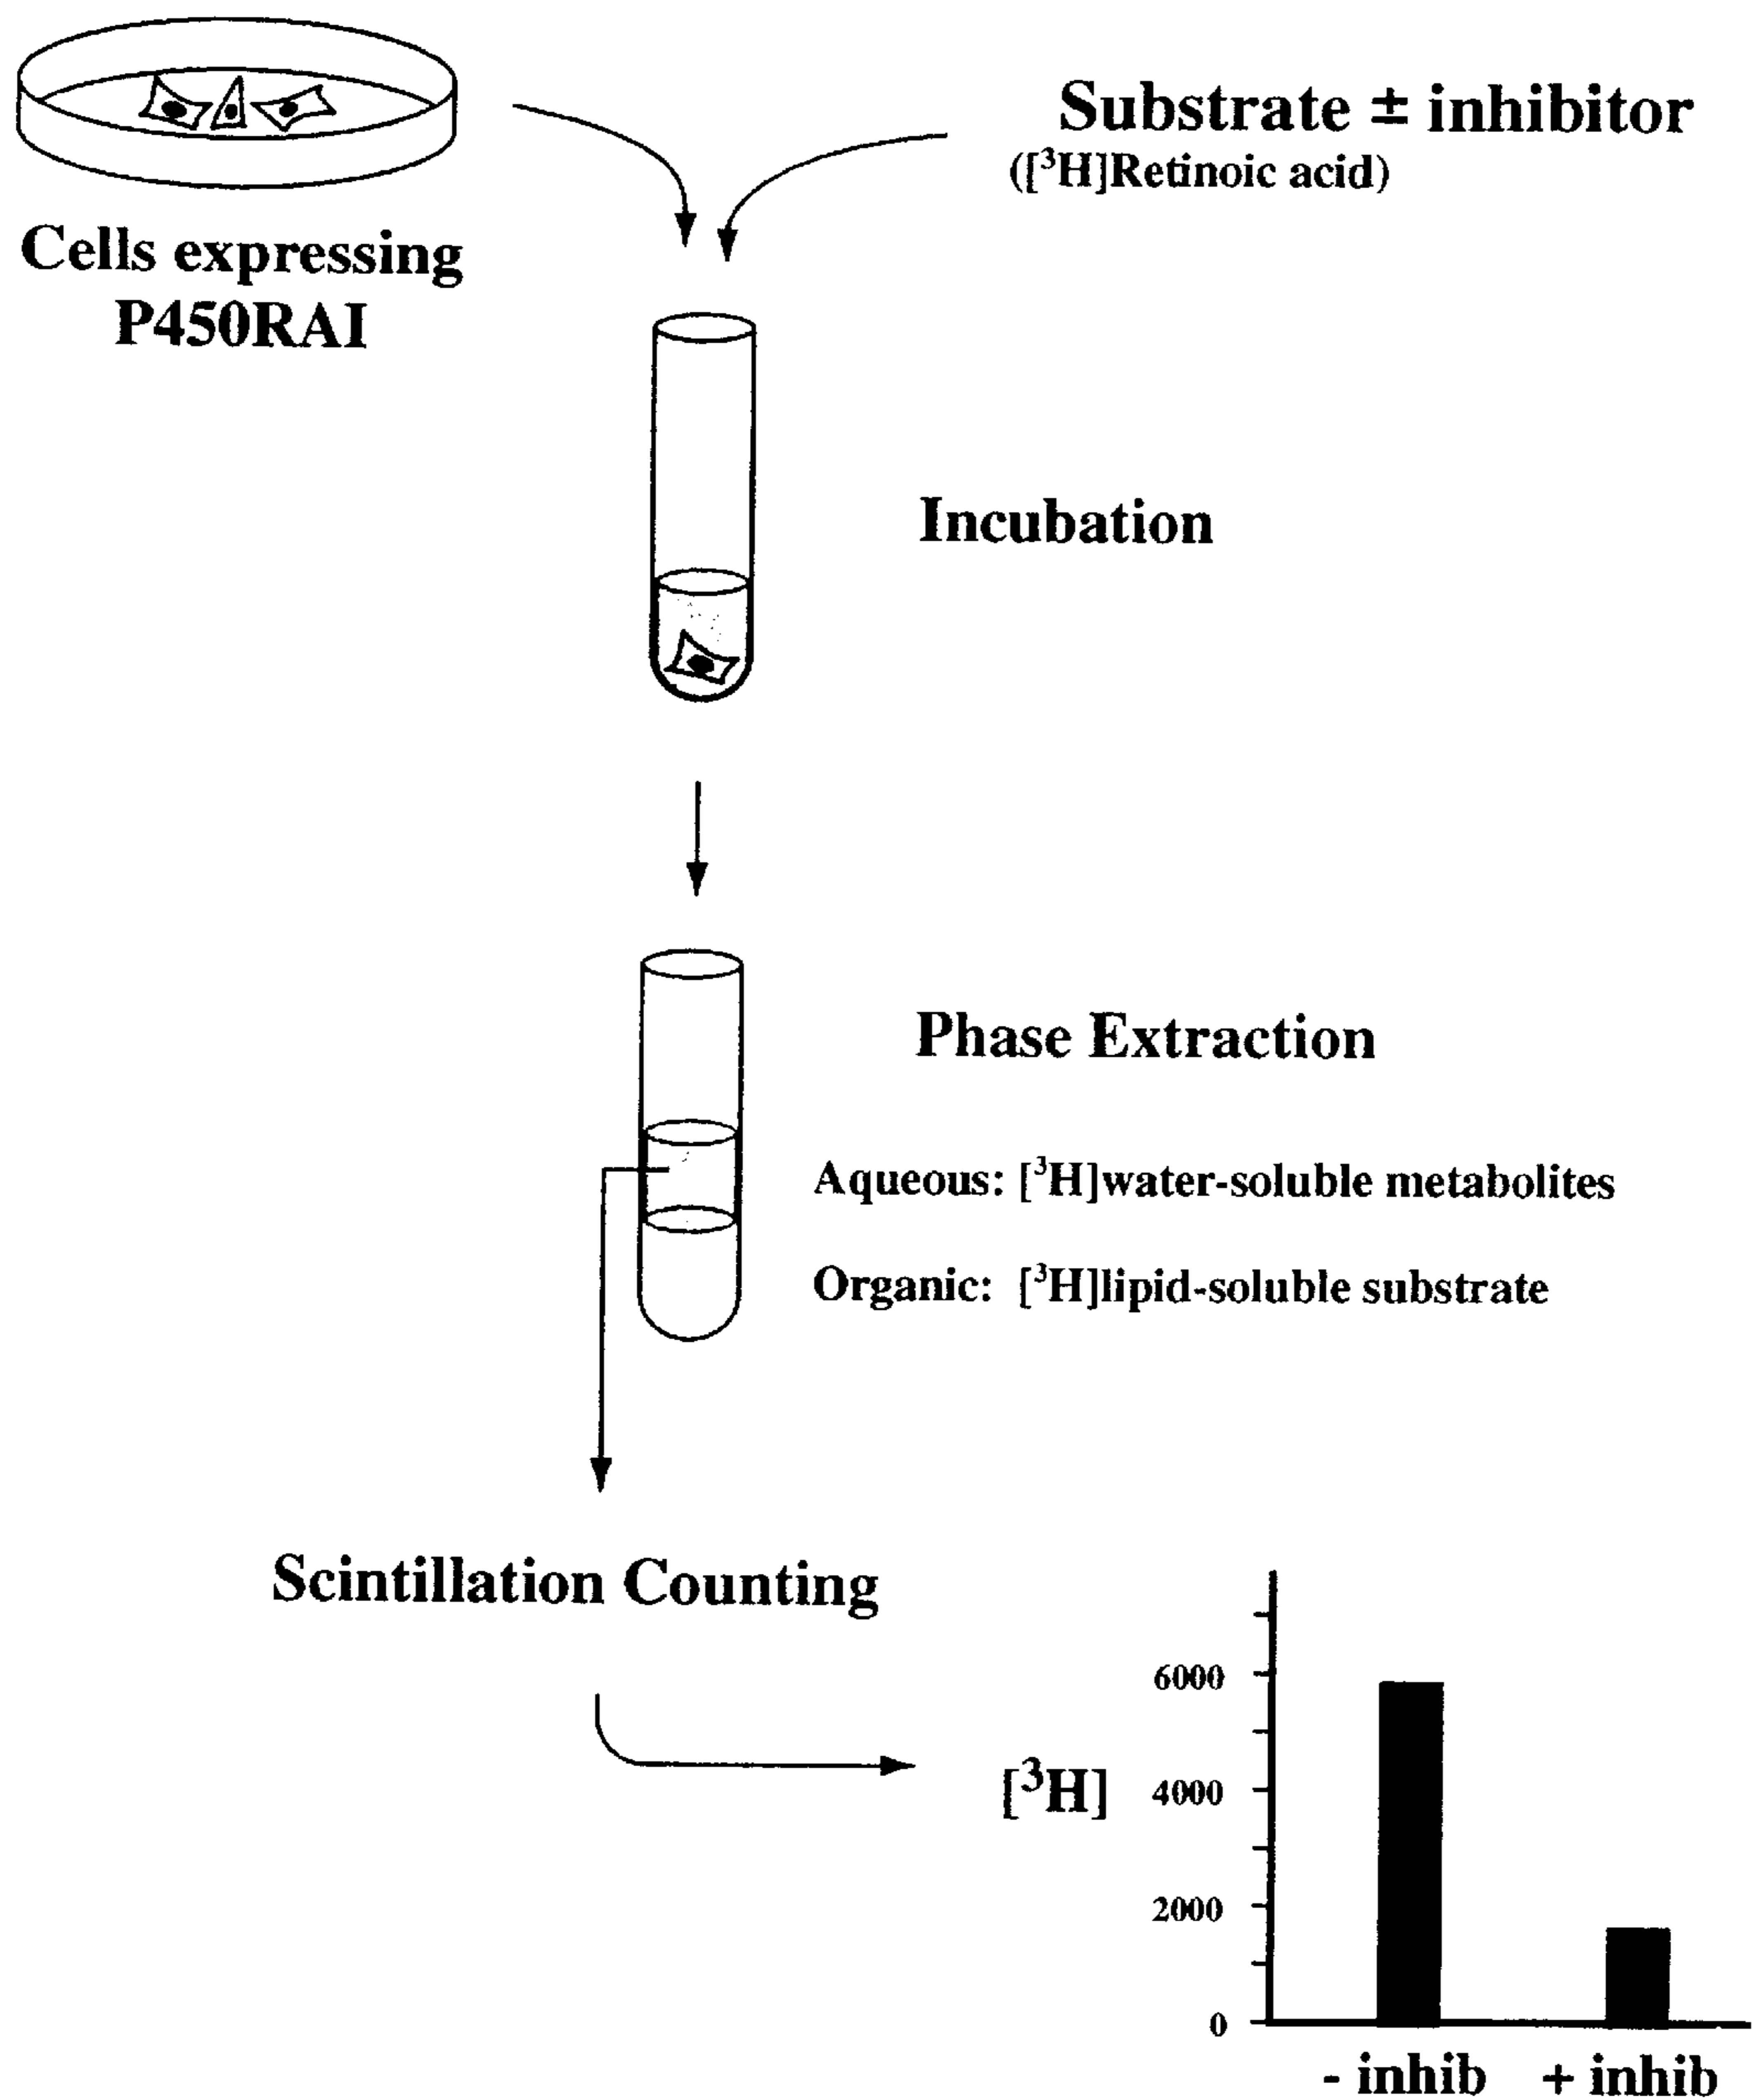 Substrate ± inhibitor
([³H]Retinoic acid)
Cells expressing
P450RAI
Incubation
Phase Extraction
Aqueous: [³H]water-soluble metabolites
Organic: [³H]lipid-soluble substrate
Scintillation Counting
[³H]
6000
4000
2000
0
- inhib
+ inhib